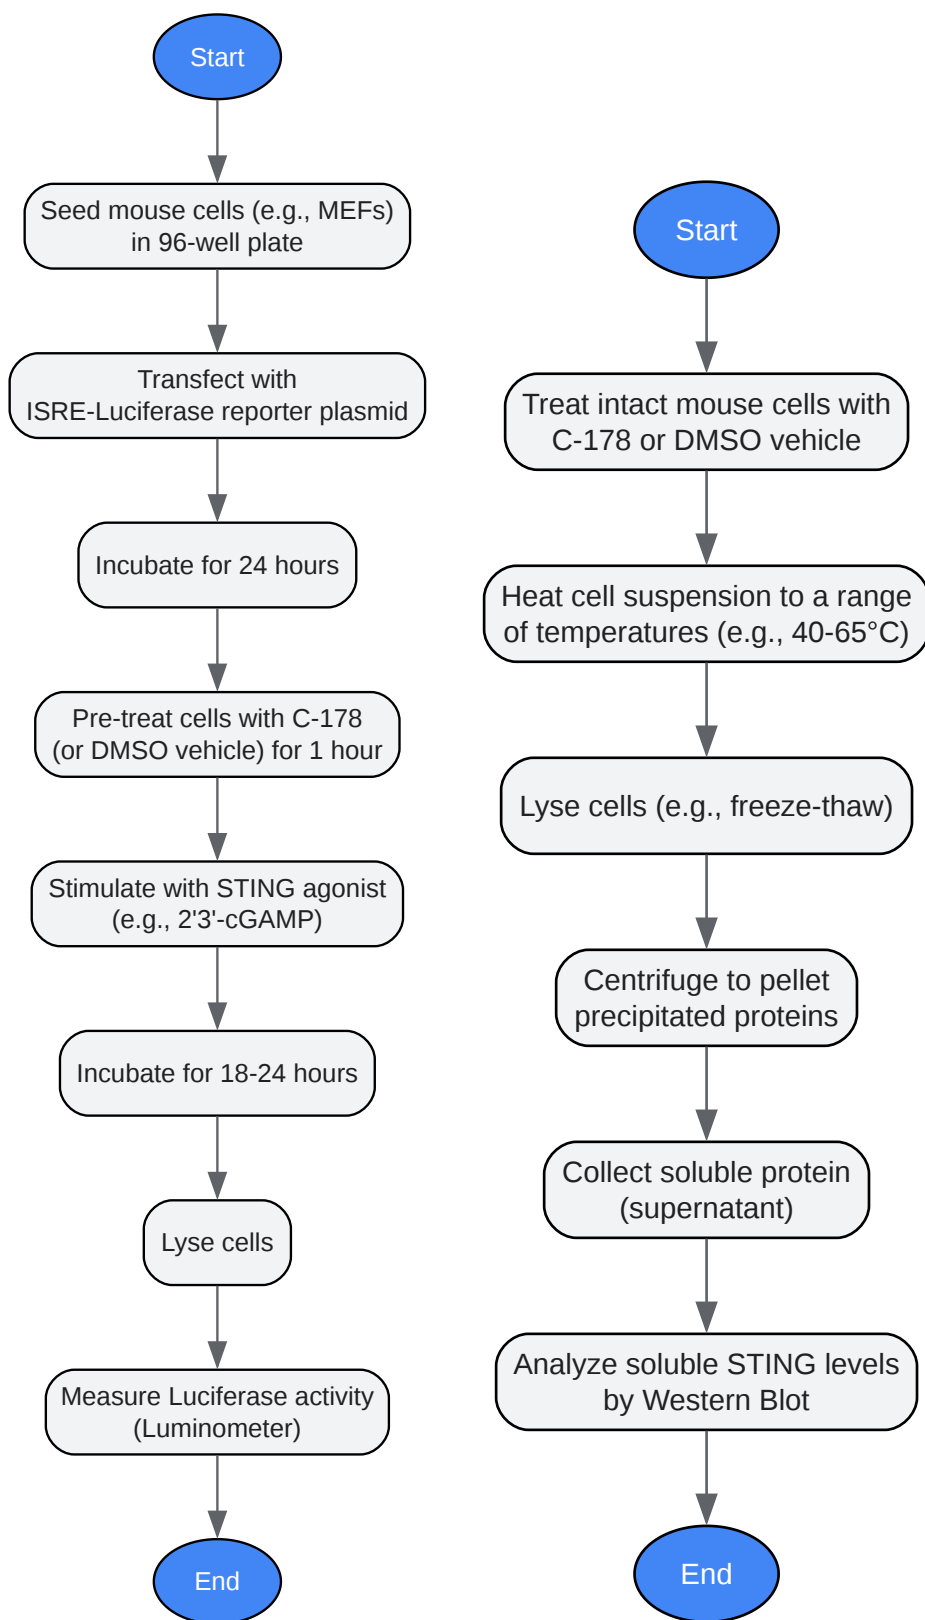 Start
Seed mouse cells (e.g., MEFs)
in 96-well plate
Transfect with
ISRE-Luciferase reporter plasmid
Incubate for 24 hours
Pre-treat cells with C-178
(or DMSO vehicle) for 1 hour
Stimulate with STING agonist
(e.g., 2'3'-cGAMP)
Incubate for 18-24 hours
Lyse cells
Measure Luciferase activity
(Luminometer)
End
Start
Treat intact mouse cells with
C-178 or DMSO vehicle
Heat cell suspension to a range
of temperatures (e.g., 40-65°C)
Lyse cells (e.g., freeze-thaw)
Centrifuge to pellet
precipitated proteins
Collect soluble protein
(supernatant)
Analyze soluble STING levels
by Western Blot
End